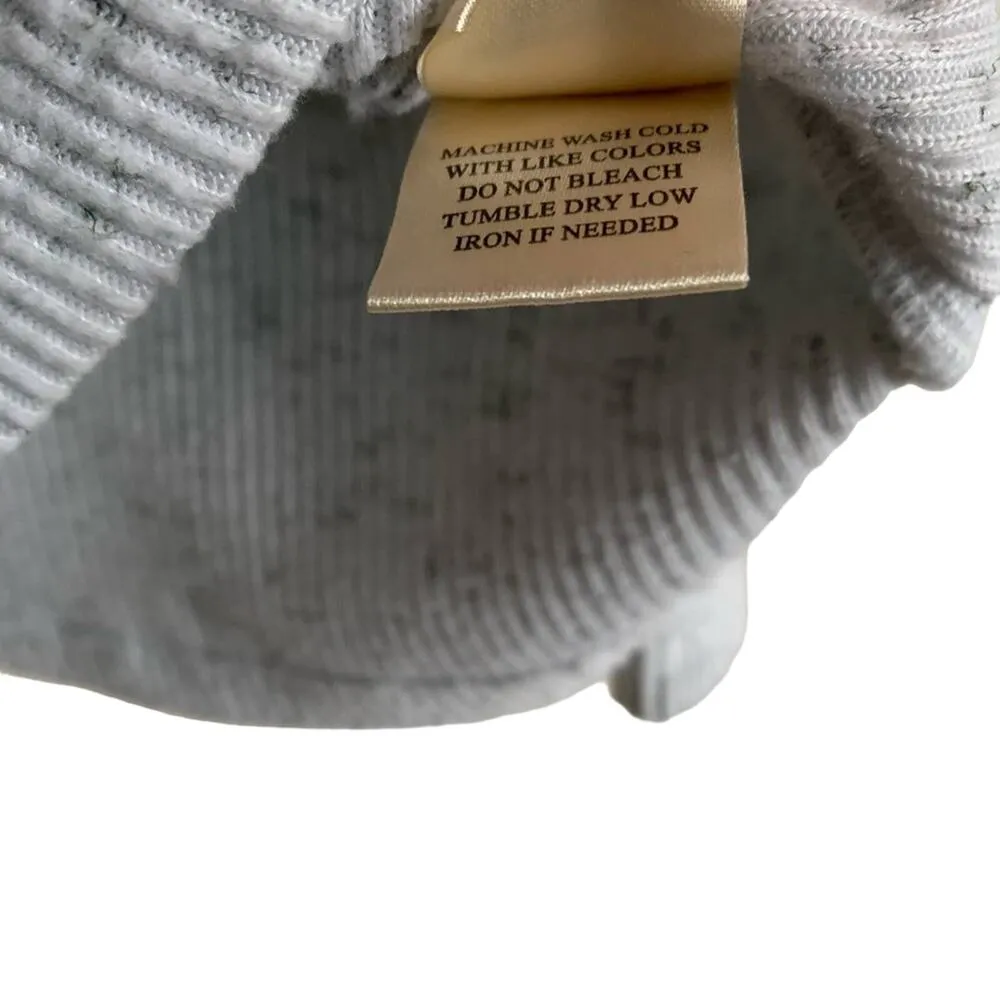 MACHINE WASH COLD
WITH LIKE COLORS
DO NOT BLEACH
TUMBLE DRY LOW
IRON IF NEEDED